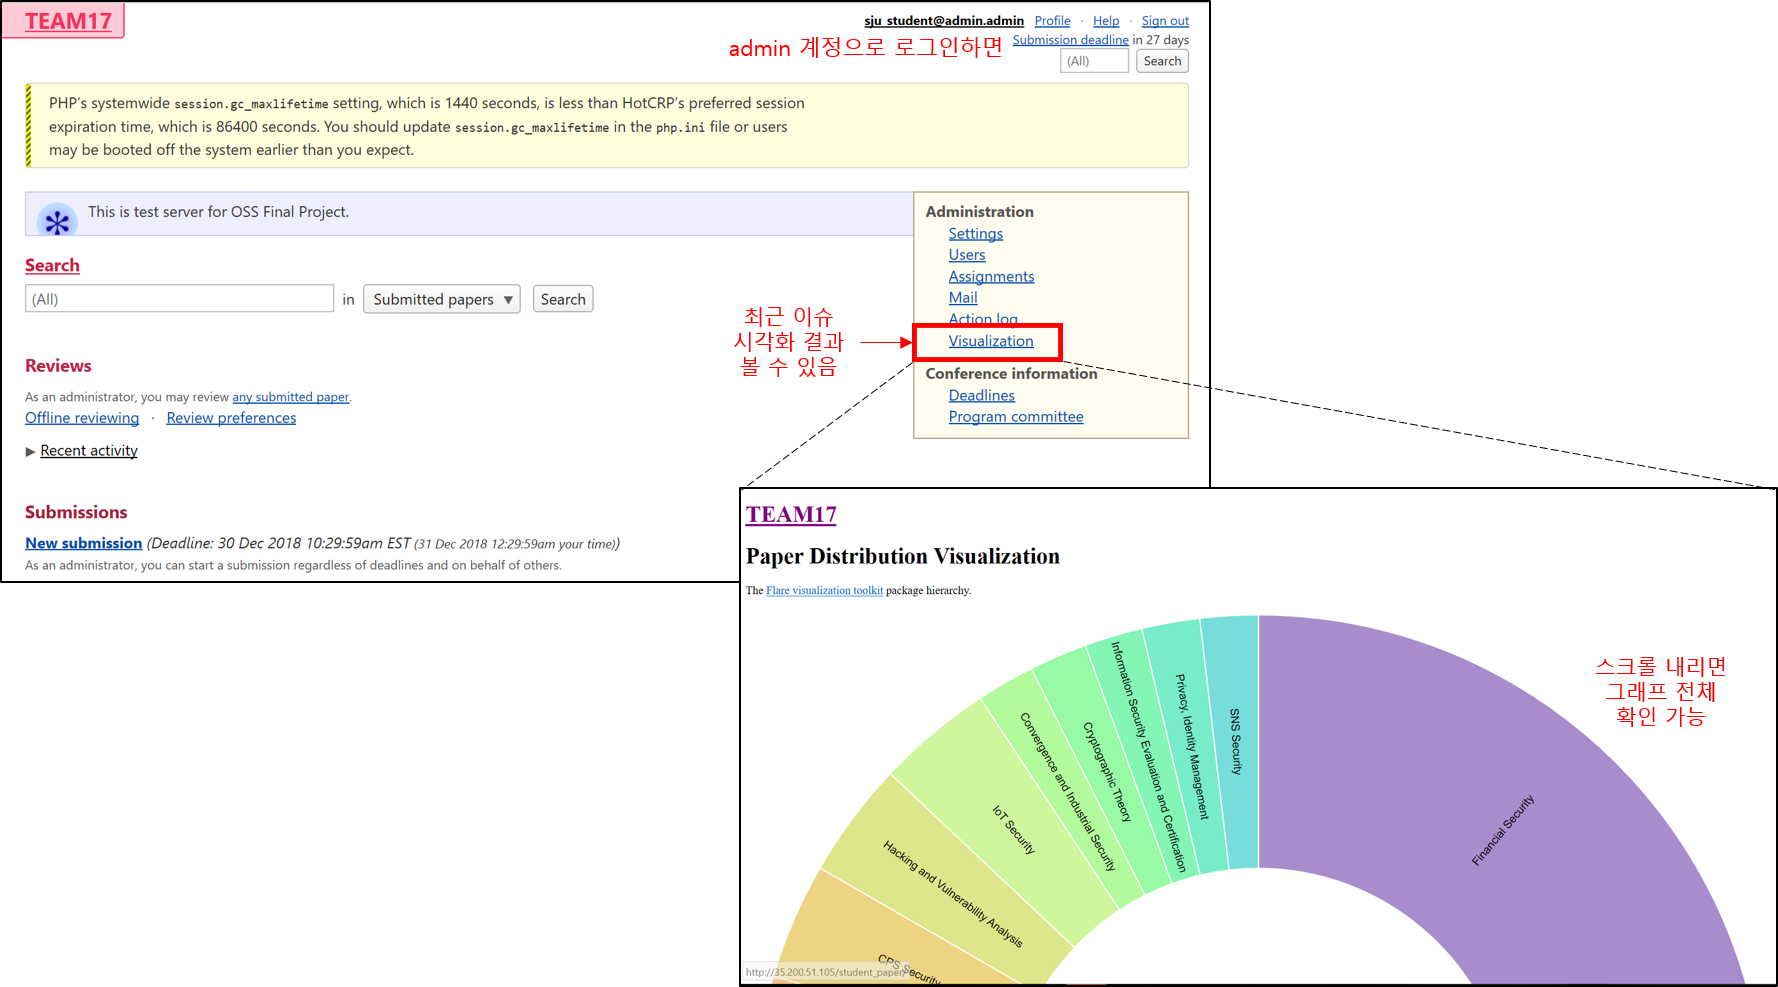 TEAM17
sju_student@admin.admin Profile · Help · Sign out
admin 계정으로 로그인하면
Submission deadline in 27 days
(All) Search
PHP’s systemwide session.gc_maxlifetime setting, which is 1440 seconds, is less than HotCRP’s preferred session
expiration time, which is 86400 seconds. You should update session.gc_maxlifetime in the php.ini file or users
may be booted off the system earlier than you expect.
This is test server for OSS Final Project.
Search
(All) in Submitted papers ▼ Search
Reviews
As an administrator, you may review any submitted paper.
Offline reviewing · Review preferences
▶ Recent activity
Submissions
New submission (Deadline: 30 Dec 2018 10:29:59am EST (31 Dec 2018 12:29:59am your time))
As an administrator, you can start a submission regardless of deadlines and on behalf of others.
Administration
Settings
Users
Assignments
Mail
Action log
Visualization
Conference information
Deadlines
Program committee
최근 이슈
시각화 결과
볼 수 있음
TEAM17
Paper Distribution Visualization
The Flare visualization toolkit package hierarchy.
스크롤 내리면
그래프 전체
확인 가능
CPS Security
Hacking and Vulnerability Analysis
IoT Security
Convergence and Industrial Security
Cryptographic Theory
Information Security Evaluation and Certification
Privacy, Identity Management
SNS Security
Financial Security
http://35.200.51.105/student_paper/